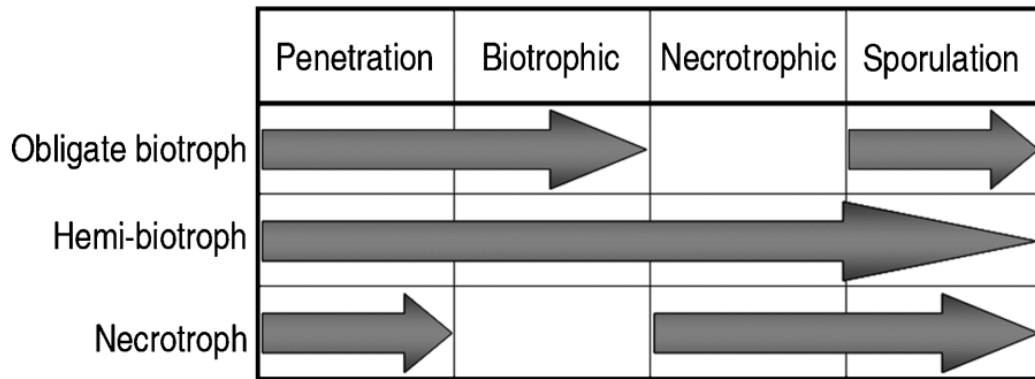 Penetration Biotrophic Necrotrophic Sporulation
Obligate biotroph
Hemi-biotroph
Necrotroph